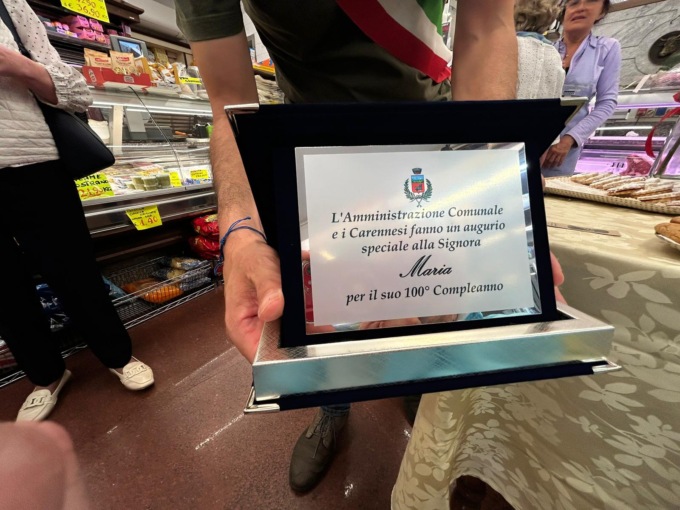 L'Amministrazione Comunale
e i Carennesi fanno un augurio
speciale alla Signora
Maria
per il suo 100° Compleanno